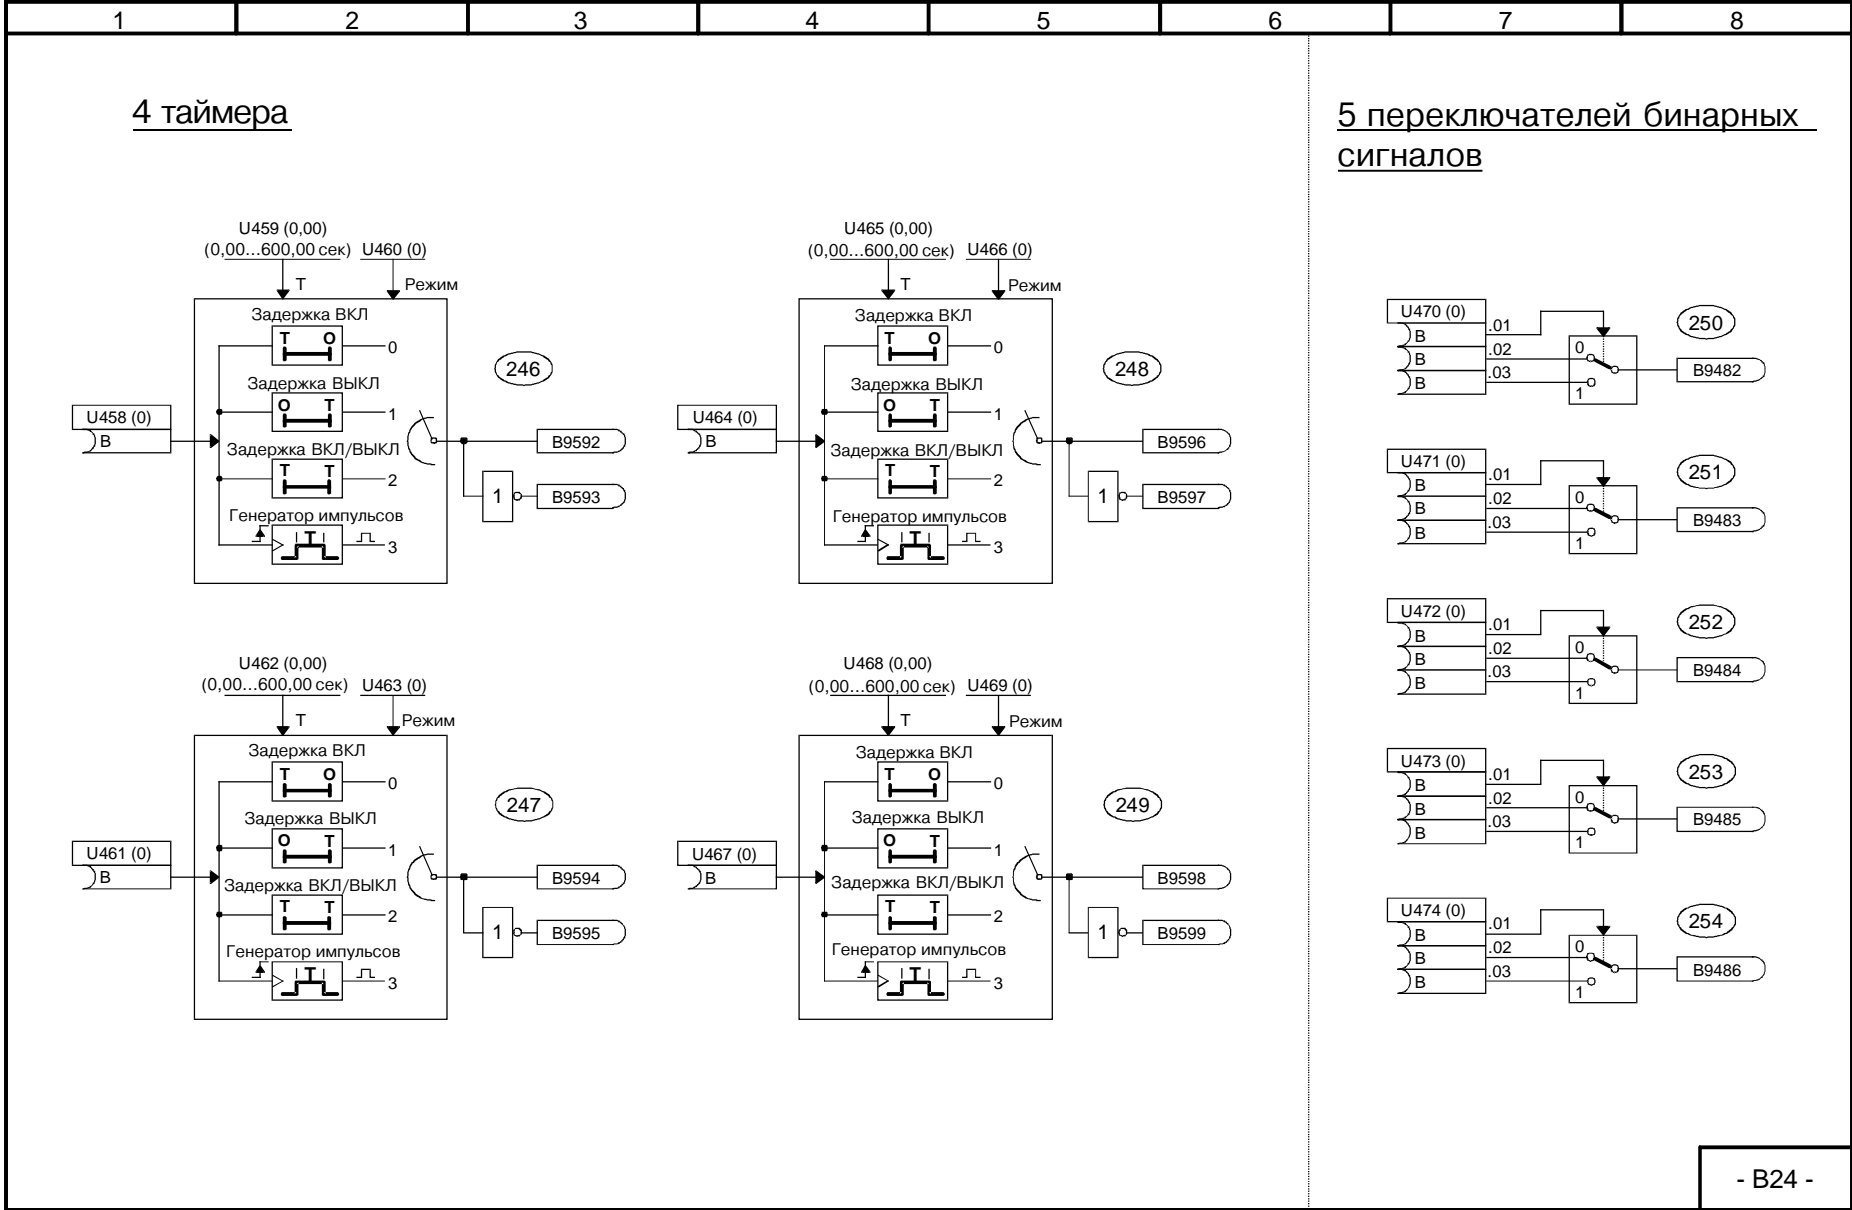 1 2 3 4 5 6 7 8
4 таймера
U459 (0,00)
(0,00...600,00 сек) U460 (0)
T Режим
Задержка ВКЛ
T O
0
Задержка ВЫКЛ
O T
1
246
U458 (0)
B
Задержка ВКЛ/ВЫКЛ
T T
2
B9592
1
B9593
Генератор импульсов
T
3
U465 (0,00)
(0,00...600,00 сек) U466 (0)
T Режим
Задержка ВКЛ
T O
0
Задержка ВЫКЛ
O T
1
248
U464 (0)
B
Задержка ВКЛ/ВЫКЛ
T T
2
B9596
1
B9597
Генератор импульсов
T
3
U462 (0,00)
(0,00...600,00 сек) U463 (0)
T Режим
Задержка ВКЛ
T O
0
Задержка ВЫКЛ
O T
1
247
U461 (0)
B
Задержка ВКЛ/ВЫКЛ
T T
2
B9594
1
B9595
Генератор импульсов
T
3
U468 (0,00)
(0,00...600,00 сек) U469 (0)
T Режим
Задержка ВКЛ
T O
0
Задержка ВЫКЛ
O T
1
249
U467 (0)
B
Задержка ВКЛ/ВЫКЛ
T T
2
B9598
1
B9599
Генератор импульсов
T
3
5 переключателей бинарных
сигналов
U470 (0)
B .01
B .02
B .03
0
1
250
B9482
U471 (0)
B .01
B .02
B .03
0
1
251
B9483
U472 (0)
B .01
B .02
B .03
0
1
252
B9484
U473 (0)
B .01
B .02
B .03
0
1
253
B9485
U474 (0)
B .01
B .02
B .03
0
1
254
B9486
- B24 -